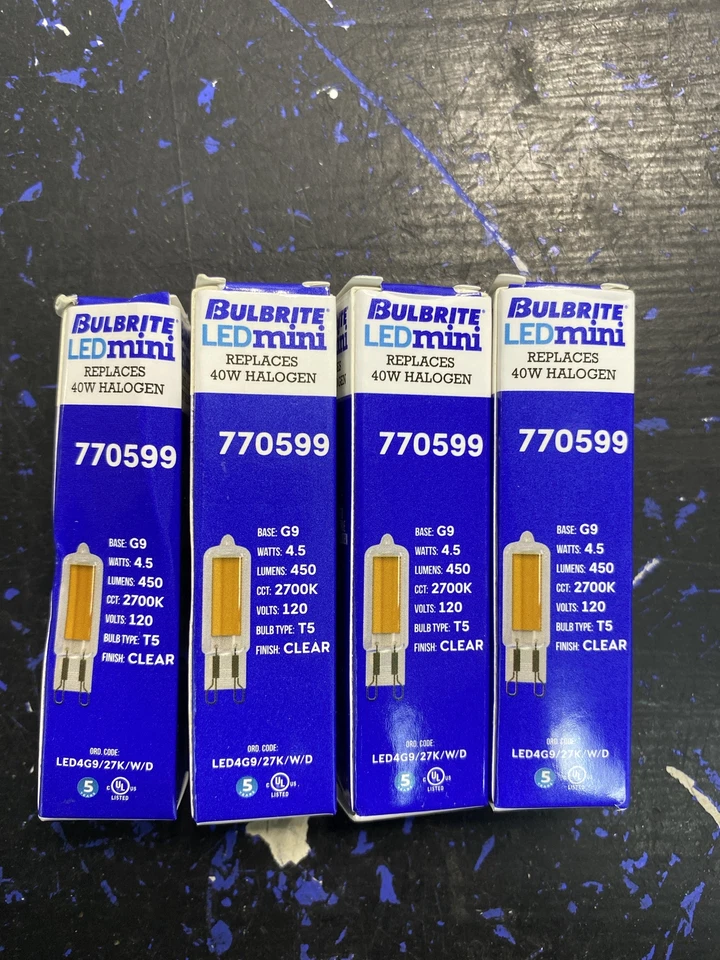 BULBRITE
LEDmini
REPLACES
40W HALOGEN
770599
BASE: G9
WATTS: 4.5
LUMENS: 450
CCT: 2700K
VOLTS: 120
BULB TYPE: T5
FINISH: CLEAR
ORD. CODE:
LED4G9/27K/W/D
5
C UL US
LISTED
BULBRITE®
LEDmini
REPLACES
40W HALOGEN
770599
BASE: G9
WATTS: 4.5
LUMENS: 450
CCT: 2700K
VOLTS: 120
BULB TYPE: T5
FINISH: CLEAR
ORD. CODE:
LED4G9/27K/W/D
5
C UL US
LISTED
BULBRITE®
LEDmini
REPLACES
40W HALOGEN
770599
BASE: G9
WATTS: 4.5
LUMENS: 450
CCT: 2700K
VOLTS: 120
BULB TYPE: T5
FINISH: CLEAR
ORD. CODE:
LED4G9/27K/W/D
5
C UL US
LISTED
BULBRITE®
LEDmini
REPLACES
40W HALOGEN
770599
BASE: G9
WATTS: 4.5
LUMENS: 450
CCT: 2700K
VOLTS: 120
BULB TYPE: T5
FINISH: CLEAR
ORD. CODE:
LED4G9/27K/W/D
5
C UL US
LISTED